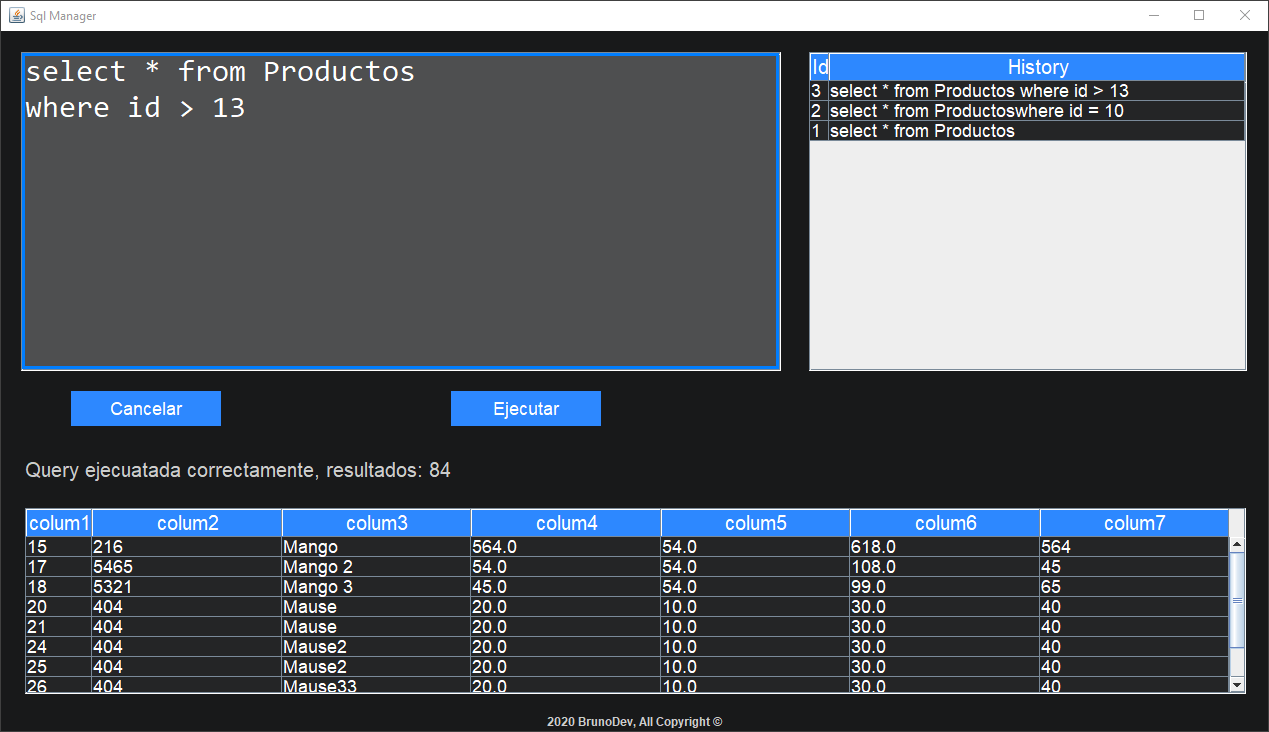 Sql Manager
select * from Productos
where id > 13
Id History
3 select * from Productos where id > 13
2 select * from Productoswhere id = 10
1 select * from Productos
Cancelar Ejecutar
Query ejecuatada correctamente, resultados: 84
colum1 colum2 colum3 colum4 colum5 colum6 colum7
15 216 Mango 564.0 54.0 618.0 564
17 5465 Mango 2 54.0 54.0 108.0 45
18 5321 Mango 3 45.0 54.0 99.0 65
20 404 Mause 20.0 10.0 30.0 40
21 404 Mause 20.0 10.0 30.0 40
24 404 Mause2 20.0 10.0 30.0 40
25 404 Mause2 20.0 10.0 30.0 40
26 404 Mause33 20.0 10.0 30.0 40
2020 BrunoDev, All Copyright ©